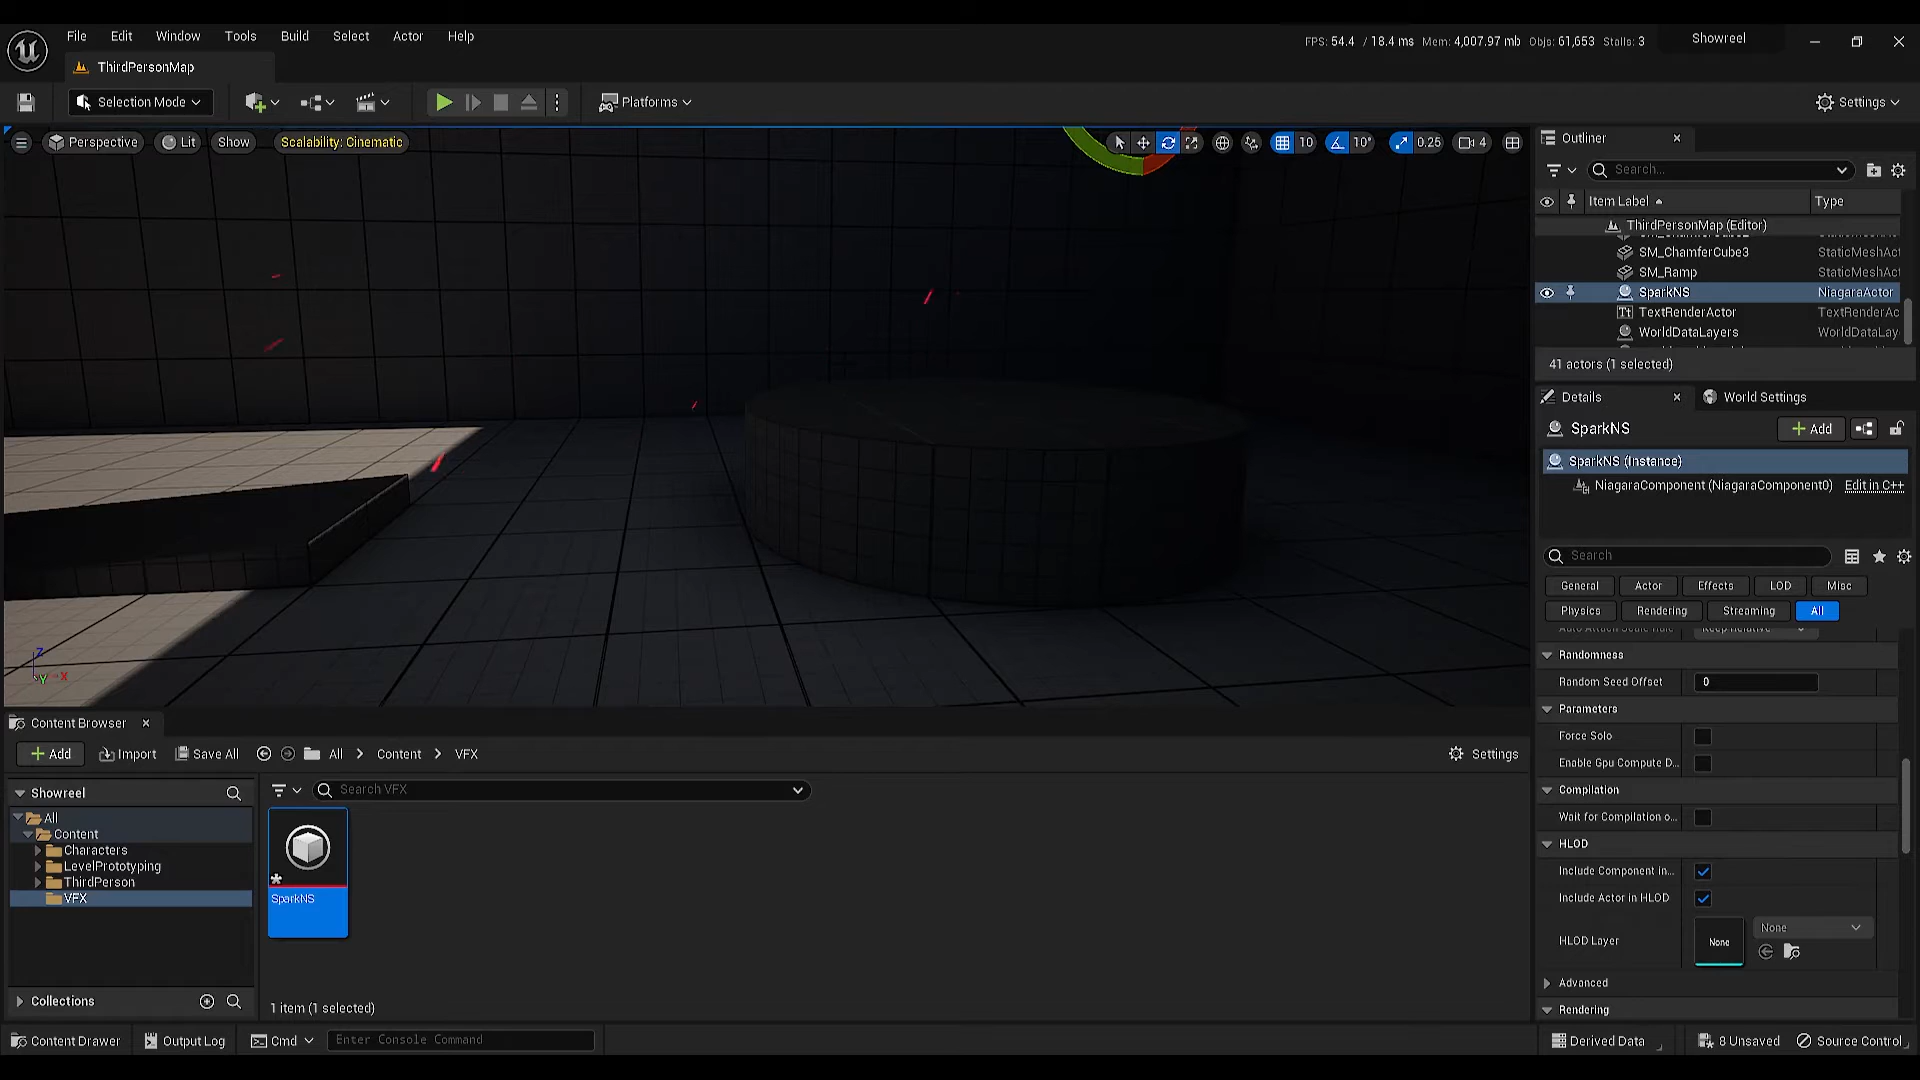 File Edit Window Tools Build Select Actor Help
FPS: 54.4 / 18.4 ms Mem: 4,007.97 mb Objs: 61,653 Stalls: 3
Showreel
ThirdPersonMap
Selection Mode
Platforms
Settings
Perspective Lit Show Scalability: Cinematic
10 10° 0.25 4
Outliner
Search...
Item Label Type
ThirdPersonMap (Editor)
SM_ChamferCube3 StaticMeshAct
SM_Ramp StaticMeshAct
SparkNS NiagaraActor
TextRenderActor TextRenderAc
WorldDataLayers WorldDataLay
41 actors (1 selected)
Details World Settings
SparkNS
Add
SparkNS (Instance)
NiagaraComponent (NiagaraComponent0) Edit in C++
Search
General Actor Effects LOD Misc
Physics Rendering Streaming All
Randomness
Random Seed Offset 0
Parameters
Force Solo
Enable Gpu Compute D...
Compilation
Wait for Compilation o...
HLOD
Include Component in...
Include Actor in HLOD
HLOD Layer None None
Advanced
Rendering
Z
Y X
Content Browser
Add Import Save All All Content VFX
Settings
Showreel
Search VFX
All
Content
Characters
LevelPrototyping
ThirdPerson
VFX
SparkNS
Collections
1 item (1 selected)
Content Drawer Output Log Cmd Enter Console Command
Derived Data 8 Unsaved Source Control